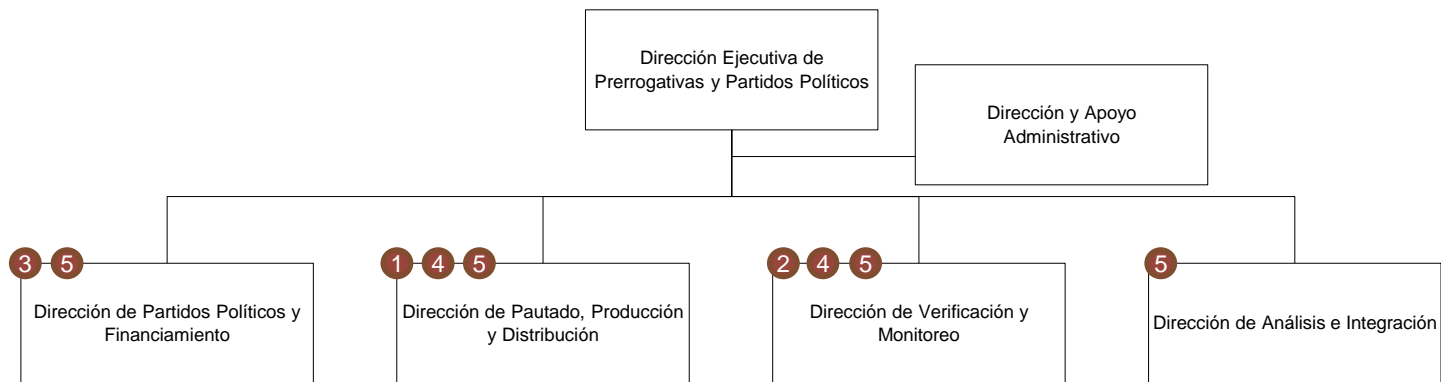 Dirección Ejecutiva de
Prerrogativas y Partidos Políticos
Dirección y Apoyo
Administrativo
3 5
Dirección de Partidos Políticos y
Financiamiento
1 4 5
Dirección de Pautado, Producción
y Distribución
2 4 5
Dirección de Verificación y
Monitoreo
5
Dirección de Análisis e Integración